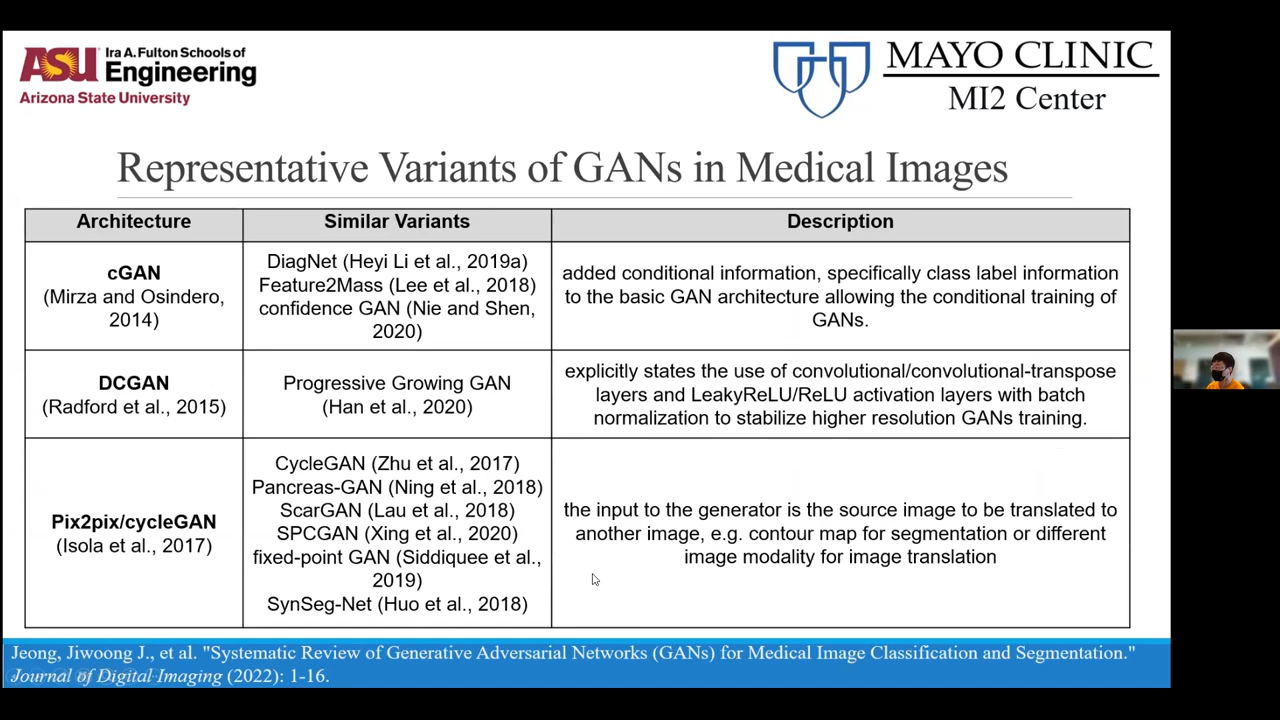 ASU Ira A. Fulton Schools of
Engineering
Arizona State University
MAYO CLINIC
MI2 Center
Representative Variants of GANs in Medical Images
Architecture
Similar Variants
Description
cGAN
(Mirza and Osindero,
2014)
DiagNet (Heyi Li et al., 2019a)
Feature2Mass (Lee et al., 2018)
confidence GAN (Nie and Shen,
2020)
added conditional information, specifically class label information
to the basic GAN architecture allowing the conditional training of
GANs.
DCGAN
(Radford et al., 2015)
Progressive Growing GAN
(Han et al., 2020)
explicitly states the use of convolutional/convolutional-transpose
layers and LeakyReLU/ReLU activation layers with batch
normalization to stabilize higher resolution GANs training.
Pix2pix/cycleGAN
(Isola et al., 2017)
CycleGAN (Zhu et al., 2017)
Pancreas-GAN (Ning et al., 2018)
ScarGAN (Lau et al., 2018)
SPCGAN (Xing et al., 2020)
fixed-point GAN (Siddiquee et al.,
2019)
SynSeg-Net (Huo et al., 2018)
the input to the generator is the source image to be translated to
another image, e.g. contour map for segmentation or different
image modality for image translation
Jeong, Jiwoong J., et al. "Systematic Review of Generative Adversarial Networks (GANs) for Medical Image Classification and Segmentation."
Journal of Digital Imaging (2022): 1-16.